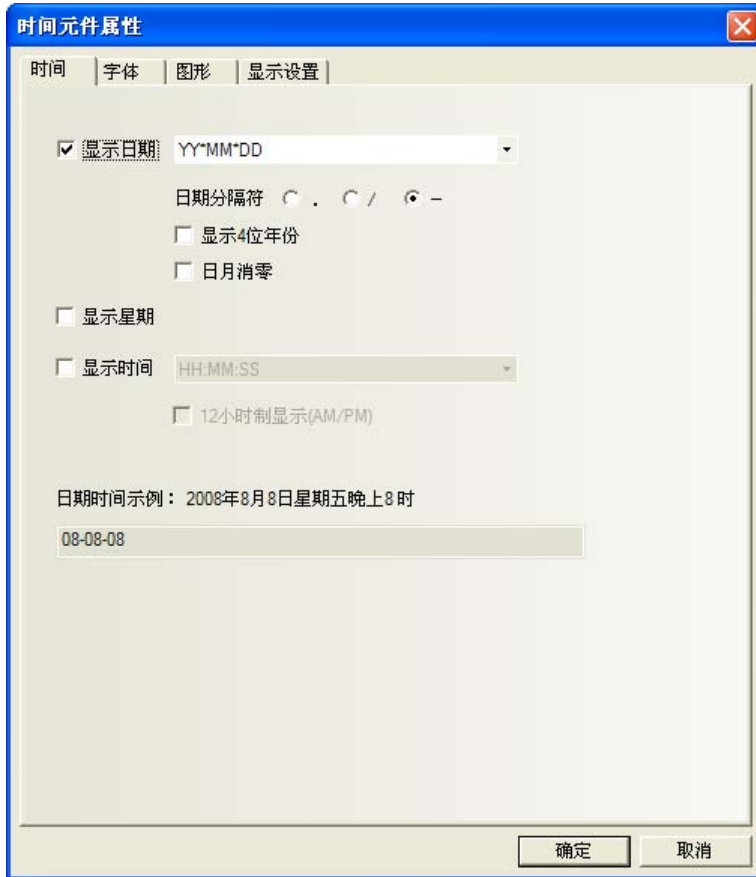 时间元件属性
时间 字体 图形 显示设置
显示日期 YY*MM*DD
日期分隔符 . / -
显示4位年份
日月消零
显示星期
显示时间 HH:MM:SS
12小时制显示(AM/PM)
日期时间示例： 2008年8月8日星期五晚上8时
08-08-08
确定 取消